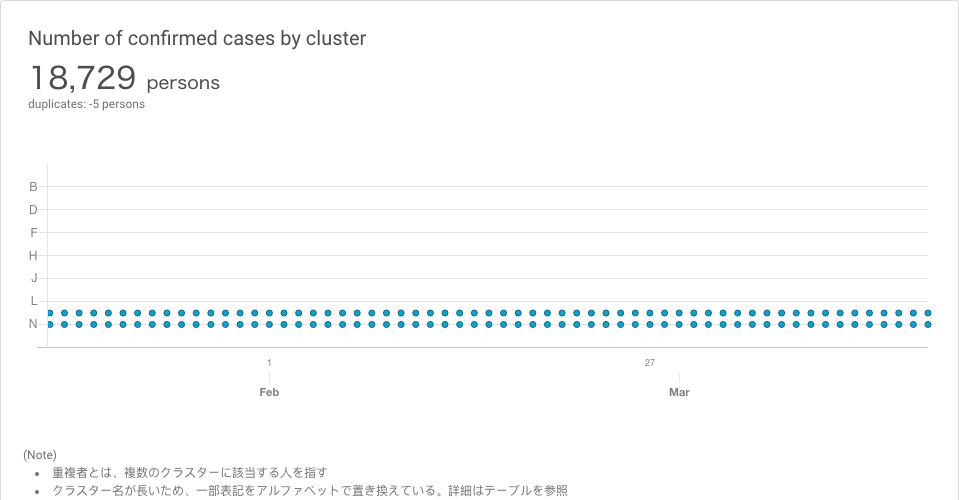 Number of confirmed cases by cluster
18,729 persons
duplicates: -5 persons
B
D
F
H
J
L
N
1 27
Feb Mar
(Note)
重複者とは、複数のクラスターに該当する人を指す
クラスター名が長いため、一部表記をアルファベットで置き換えている。詳細はテーブルを参照